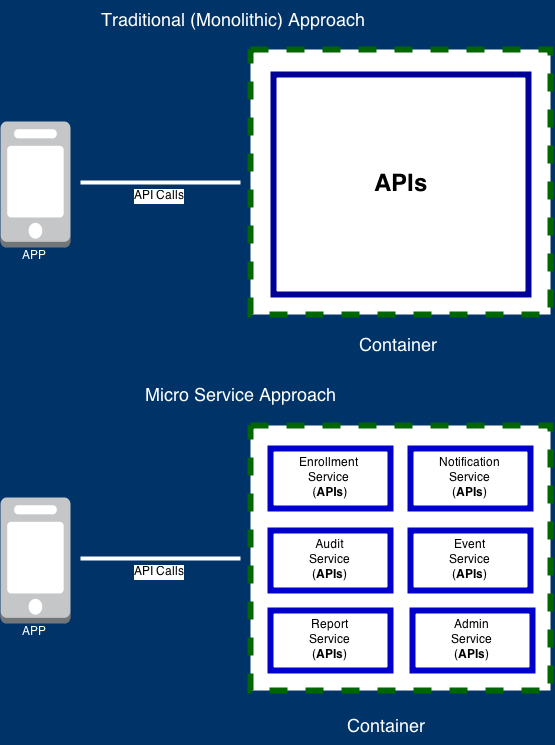 Traditional (Monolithic) Approach
APIs
API Calls
APP
Container
Micro Service Approach
Enrollment
Service
(APIs)
Notification
Service
(APIs)
Audit
Service
(APIs)
Event
Service
(APIs)
API Calls
Report
Service
(APIs)
Admin
Service
(APIs)
APP
Container